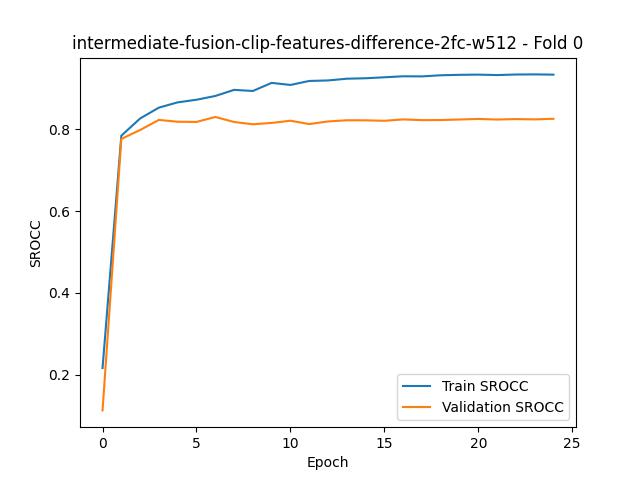 intermediate-fusion-clip-features-difference-2fc-w512 - Fold 0
SROCC
0.8
0.6
0.4
0.2
0 5 10 15 20 25
Epoch
Train SROCC
Validation SROCC